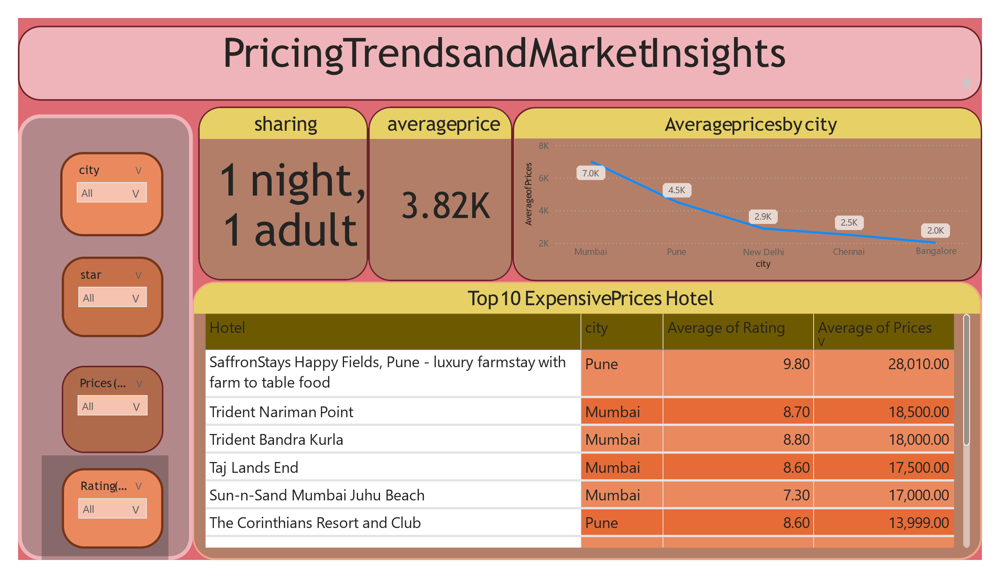 PricingTrendsandMarketInsights
sharing
1 night,
1 adult
averageprice
3.82K
Averagepricesby city
8K
6K
4K
2K
AverageofPrices
7.0K
4.5K
2.9K
2.5K
2.0K
Mumbai Pune New Delhi Chennai Bangalore
city
city V
All V
star V
All V
Prices (... V
All V
Rating(... V
All V
Top 10 ExpensivePrices Hotel
Hotel city Average of Rating Average of Prices
V
SaffronStays Happy Fields, Pune - luxury farmstay with Pune 9.80 28,010.00
farm to table food
Trident Nariman Point Mumbai 8.70 18,500.00
Trident Bandra Kurla Mumbai 8.80 18,000.00
Taj Lands End Mumbai 8.60 17,500.00
Sun-n-Sand Mumbai Juhu Beach Mumbai 7.30 17,000.00
The Corinthians Resort and Club Pune 8.60 13,999.00